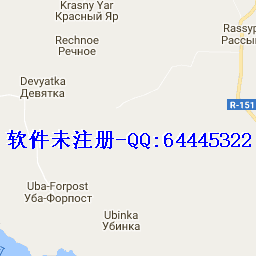 Krasny Yar
Красный Яр
Rechnoe
Речное
Rassyp
Рассып
Devyatka
Девятка
R-151
软件未注册-QQ:64445322
Uba-Forpost
Уба-Форпост
Ubinka
Убинка